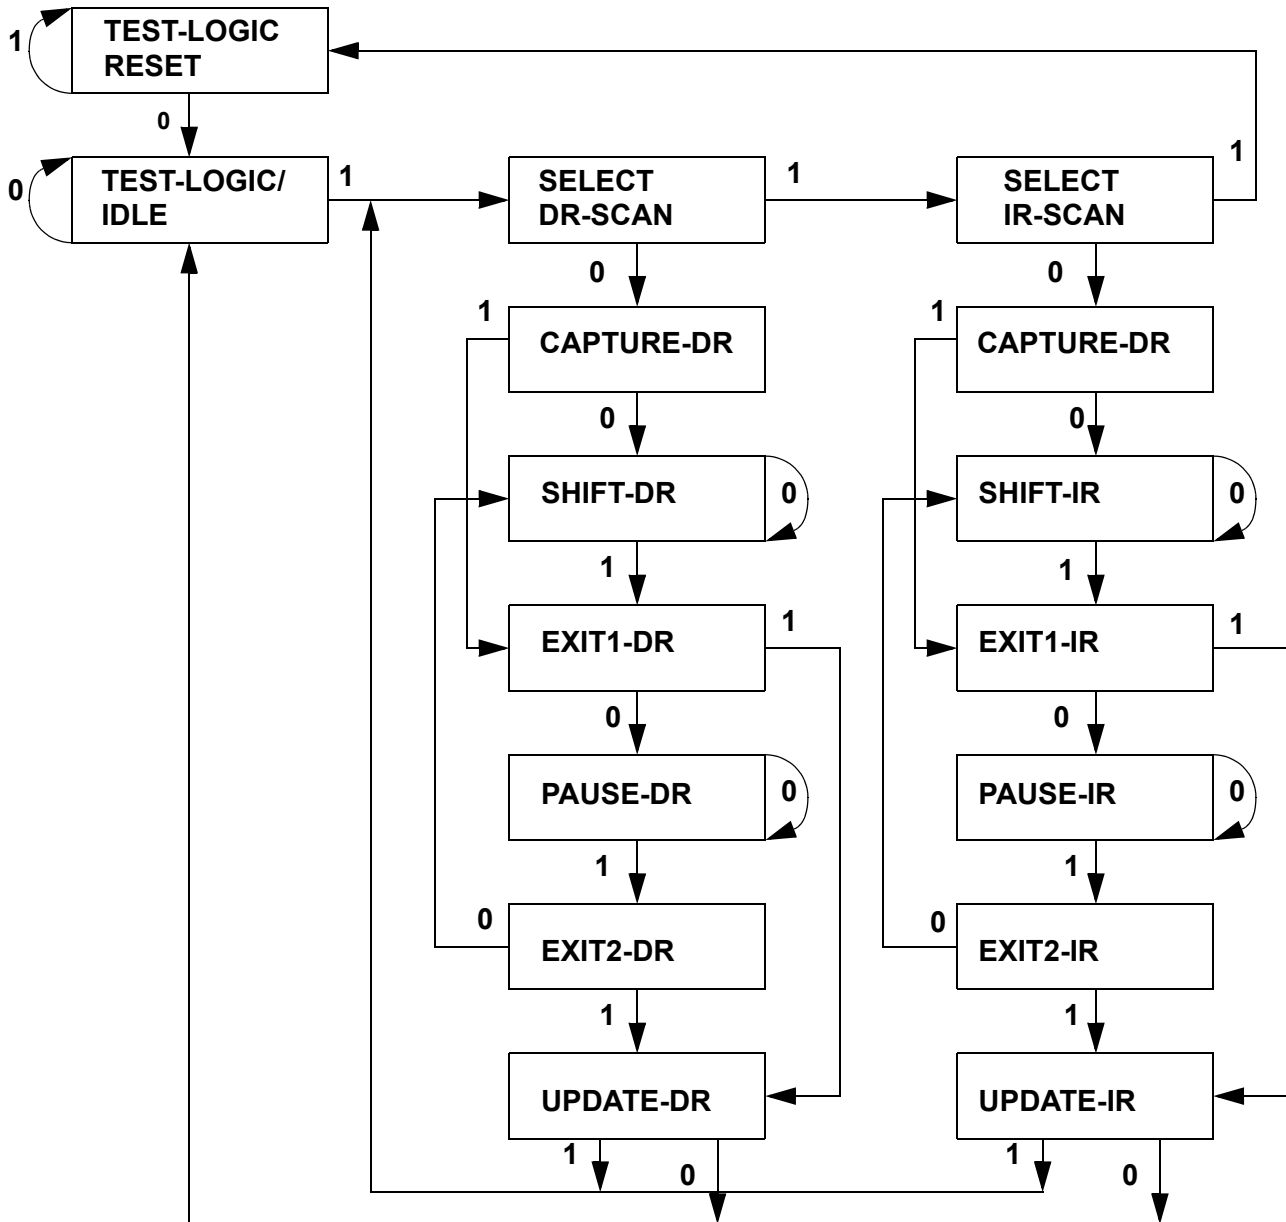 1
TEST-LOGIC
RESET
0
0
TEST-LOGIC/
IDLE
1
SELECT
DR-SCAN
1
SELECT
IR-SCAN
1
0
0
1
CAPTURE-DR
1
CAPTURE-DR
0
0
SHIFT-DR
0
SHIFT-IR
0
1
1
EXIT1-DR
1
EXIT1-IR
1
0
0
PAUSE-DR
0
PAUSE-IR
0
1
1
0
EXIT2-DR
0
EXIT2-IR
1
1
UPDATE-DR
UPDATE-IR
1
0
1
0